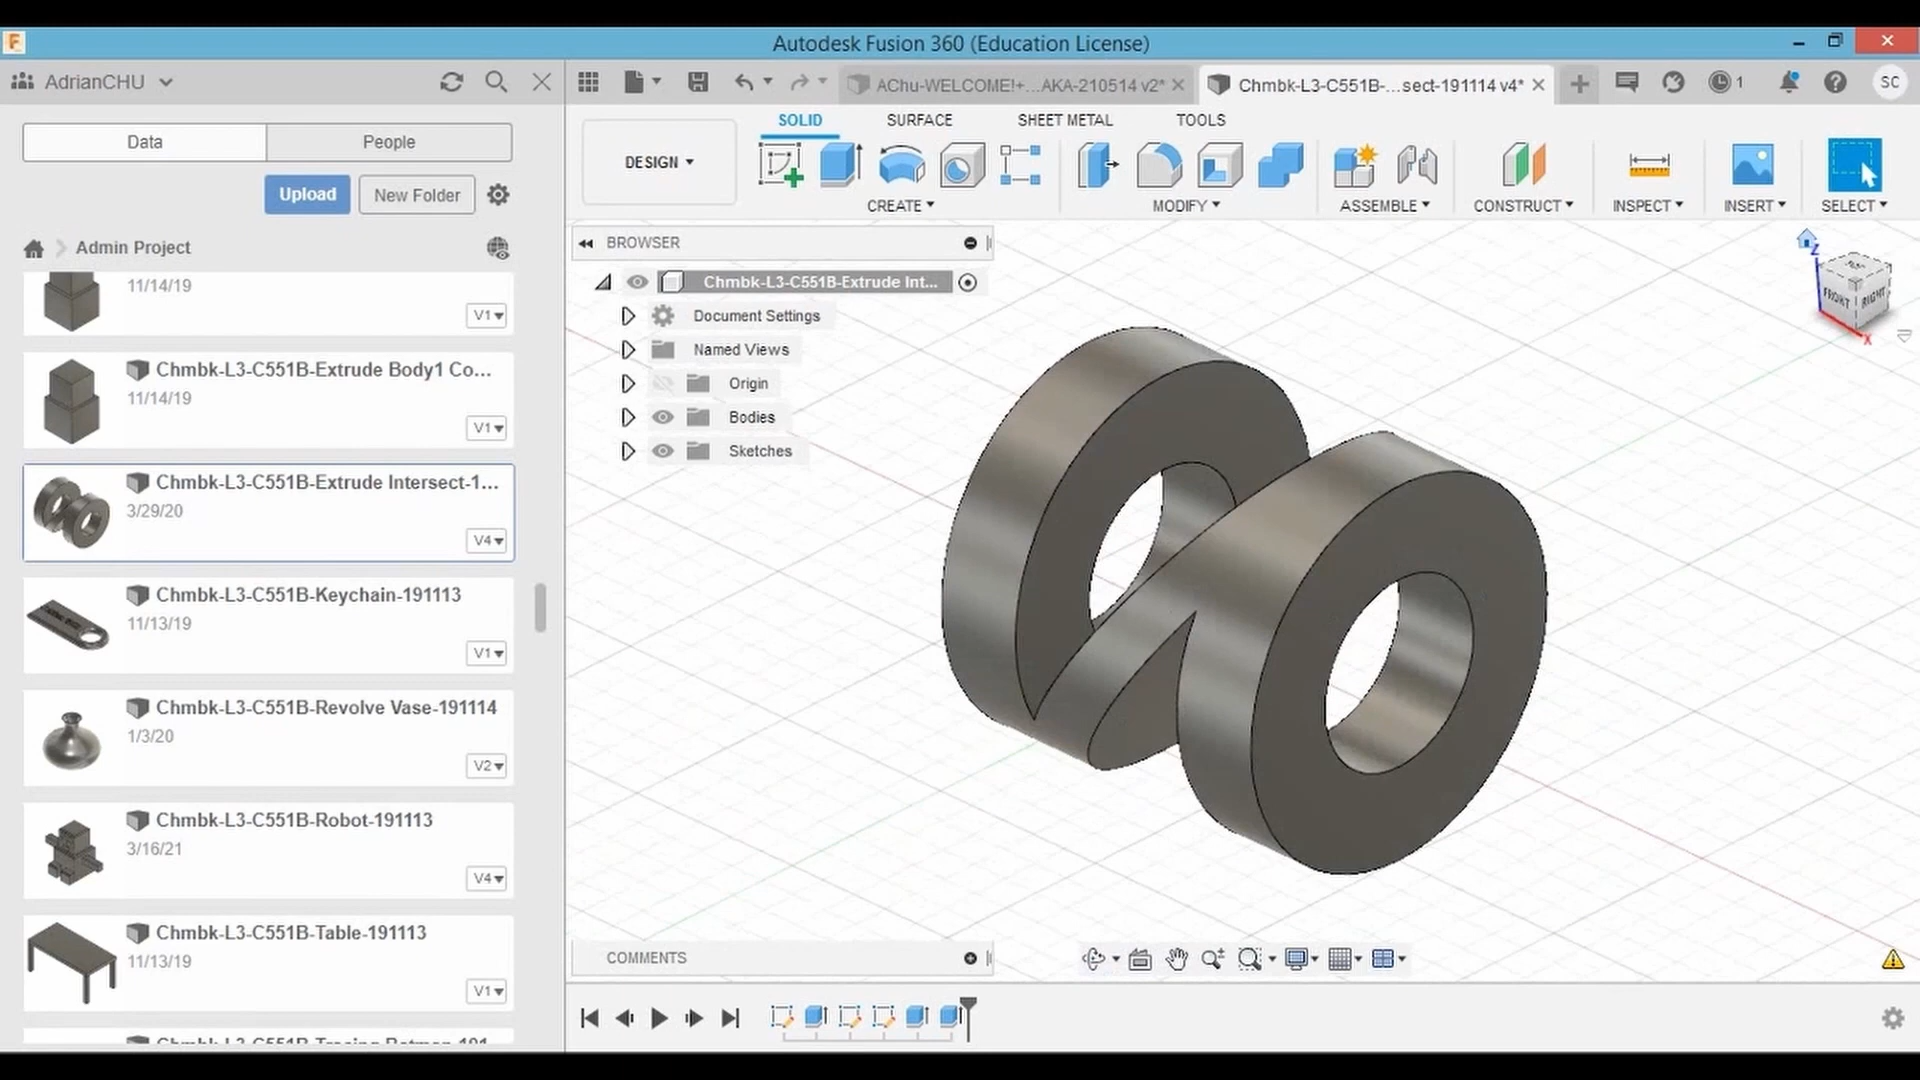 Autodesk Fusion 360 (Education License)
AdrianCHU
AChu-WELCOME!+...AKA-210514 v2*
Chmbk-L3-C551B-...sect-191114 v4*
1
SC
Data
People
Upload
New Folder
Admin Project
11/14/19
V1
Chmbk-L3-C551B-Extrude Body1 Co...
11/14/19
V1
Chmbk-L3-C551B-Extrude Intersect-1...
3/29/20
V4
Chmbk-L3-C551B-Keychain-191113
11/13/19
V1
Chmbk-L3-C551B-Revolve Vase-191114
1/3/20
V2
Chmbk-L3-C551B-Robot-191113
3/16/21
V4
Chmbk-L3-C551B-Table-191113
11/13/19
V1
SOLID
SURFACE
SHEET METAL
TOOLS
DESIGN
CREATE
MODIFY
ASSEMBLE
CONSTRUCT
INSPECT
INSERT
SELECT
BROWSER
Chmbk-L3-C551B-Extrude Int...
Document Settings
Named Views
Origin
Bodies
Sketches
Z
TOP
FRONT
RIGHT
X
COMMENTS